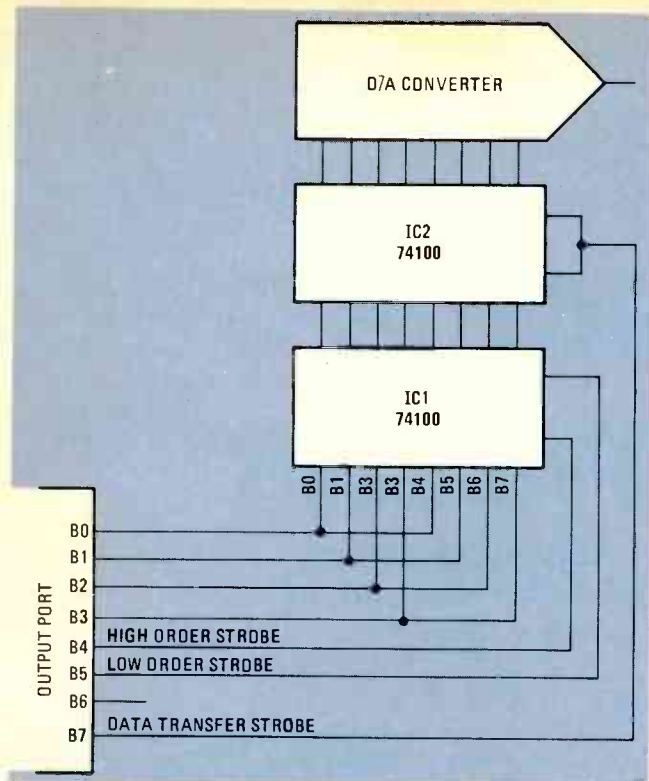 D7A CONVERTER
IC2
74100
IC1
74100
B0 B1 B3 B3 B4 B5 B6 B7
OUTPUT PORT
B0
B1
B2
B3
HIGH ORDER STROBE
B4
LOW ORDER STROBE
B5
B6
DATA TRANSFER STROBE
B7